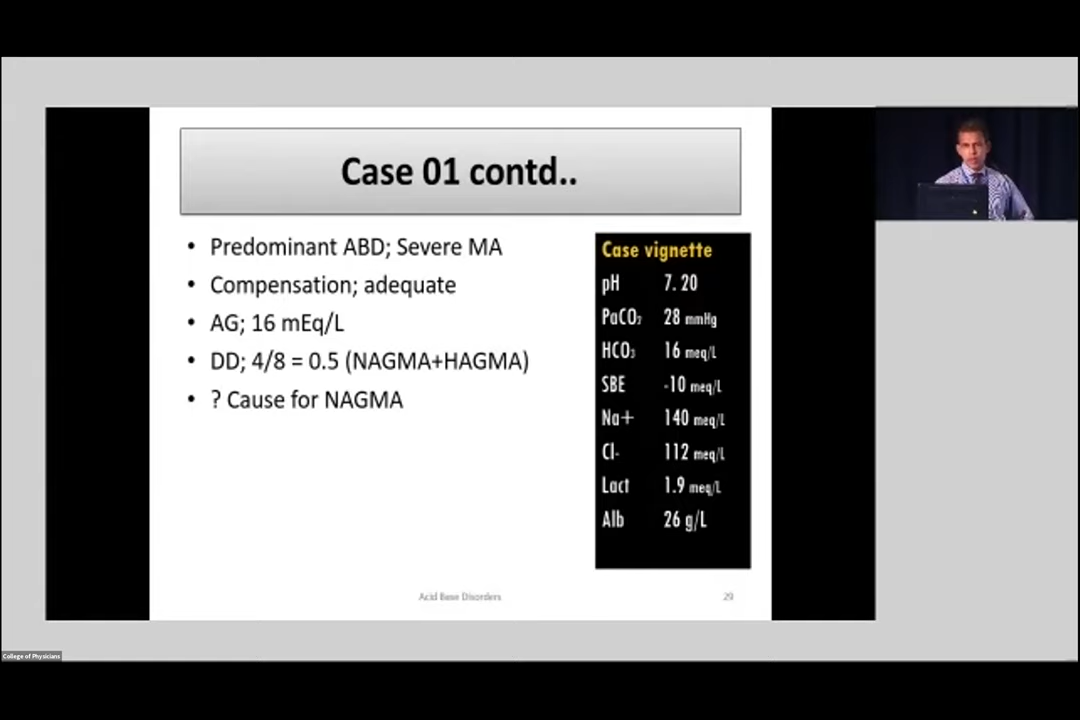 Case 01 contd..
• Predominant ABD; Severe MA
• Compensation; adequate
• AG; 16 mEq/L
• DD; 4/8 = 0.5 (NAGMA+HAGMA)
• ? Cause for NAGMA
Case vignette
pH 7. 20
PaCO₂ 28 mmHg
HCO₃ 16 meq/L
SBE -10 meq/L
Na+ 140 meq/L
Cl- 112 meq/L
Lact 1.9 meq/L
Alb 26 g/L
Acid Base Disorders
29
College of Physicians